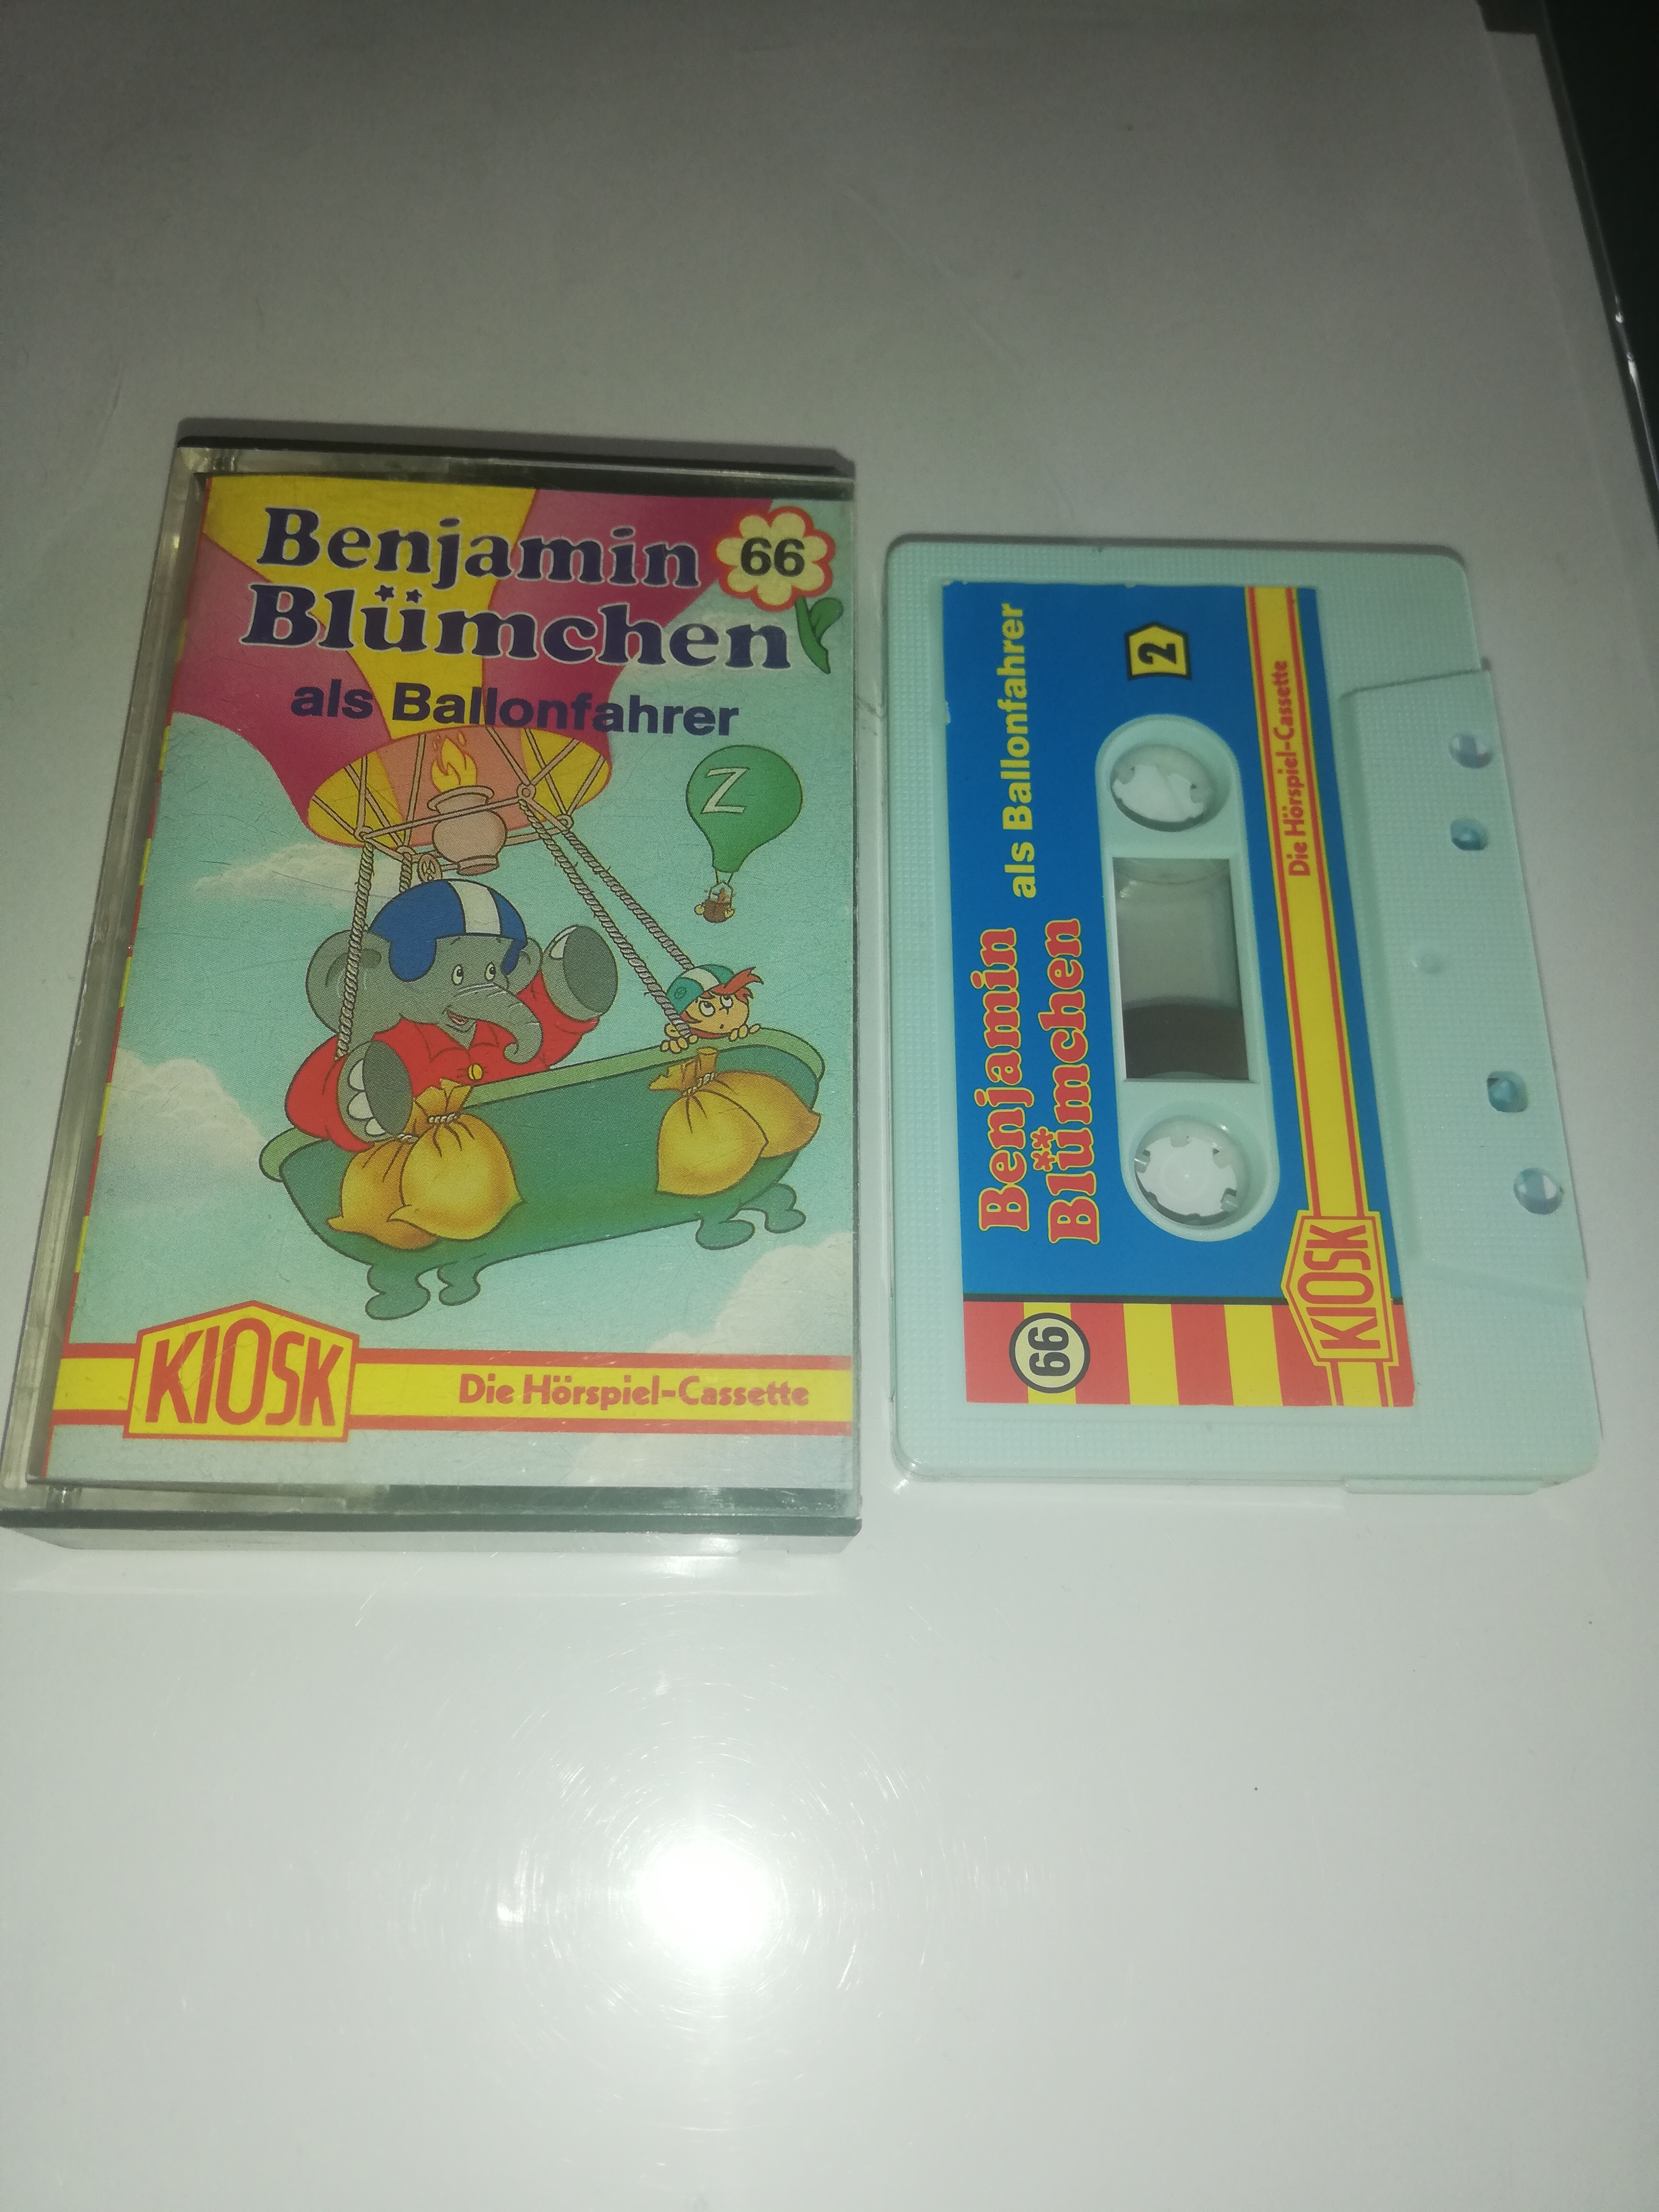 Benjamin
Blümchen
66
als Ballonfahrer
Z
KIOSK
Die Hörspiel-Cassette
Benjamin
Blümchen
als Ballonfahrer
2
66
KIOSK
Die Hörspiel-Cassette